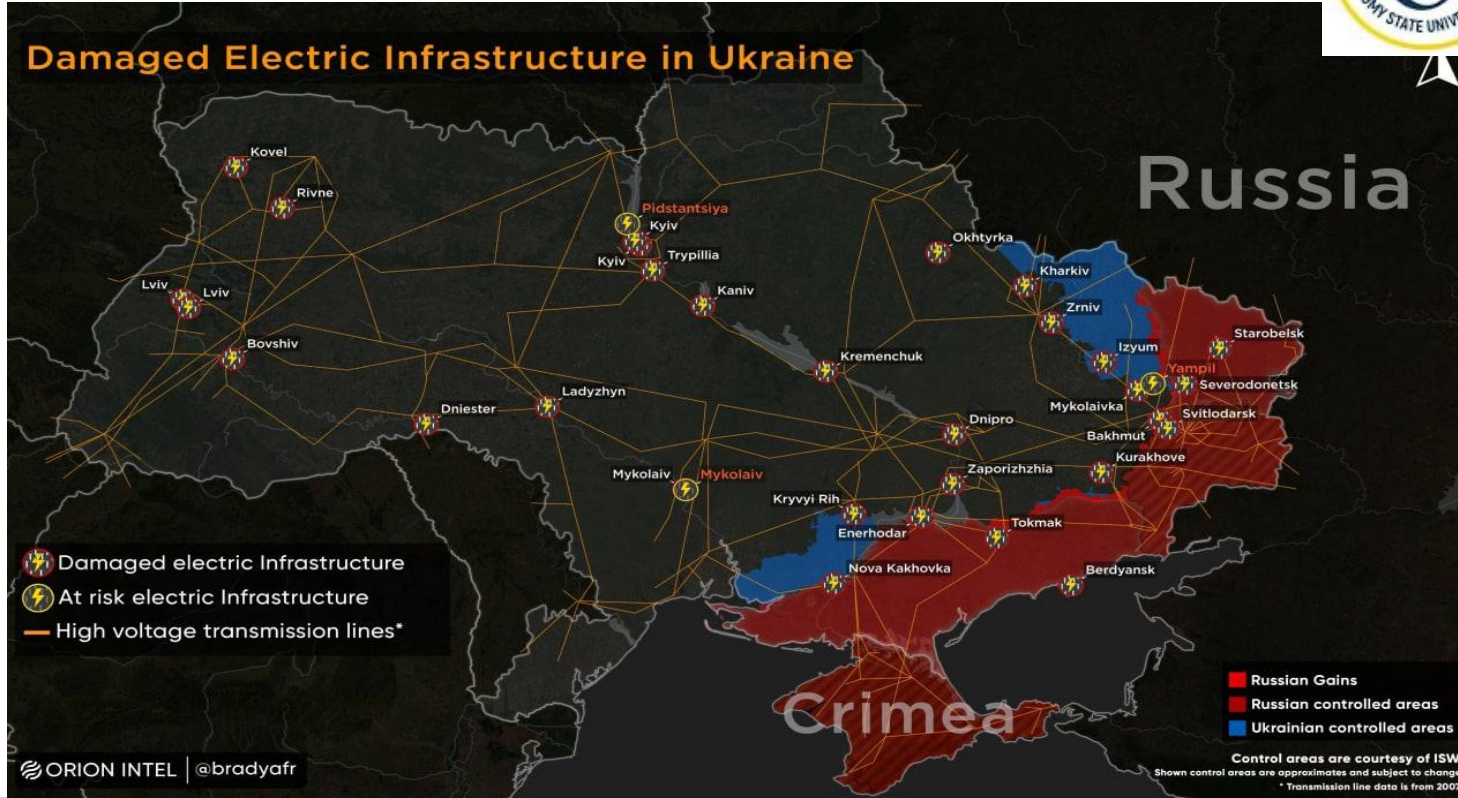 STATE UNIV
Damaged Electric Infrastructure in Ukraine
Russia
Kovel
Rivne
Pidstantsiya
Kyiv
Kyiv
Trypillia
Okhtyrka
Kharkiv
Lviv
Lviv
Kaniv
Zrniv
Starobelsk
Bovshiv
Izyum
Yampil
Kremenchuk
Severodonetsk
Ladyzhyn
Mykolaivka
Dniester
Svitlodarsk
Dnipro
Bakhmut
Kurakhove
Zaporizhzhia
Mykolaiv
Mykolaiv
Kryvyi Rih
Enerhodar
Tokmak
Nova Kakhovka
Berdyansk
Damaged electric Infrastructure
At risk electric Infrastructure
High voltage transmission lines*
Crimea
Russian Gains
Russian controlled areas
Ukrainian controlled areas
Control areas are courtesy of ISW
Shown control areas are approximates and subject to change
* Transmission line data is from 2007
ORION INTEL | @bradyafr